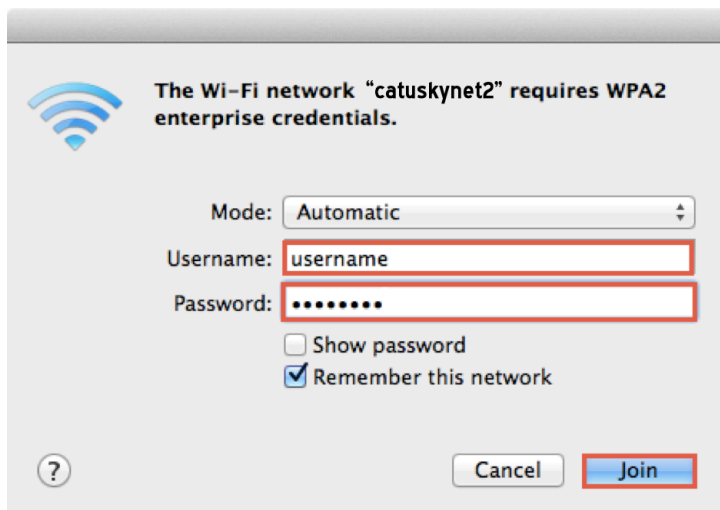 The Wi-Fi network “catuskynet2” requires WPA2
enterprise credentials.
Mode: Automatic
Username: username
Password: ••••••••
Show password
Remember this network
? Cancel Join